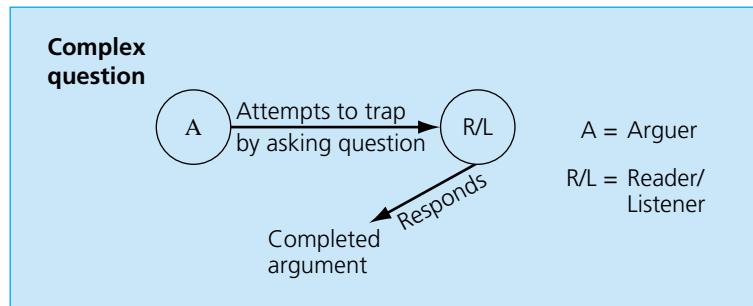 Complex
question
A
Attempts to trap
by asking question
R/L
A = Arguer
R/L = Reader/
Listener
Responds
Completed
argument